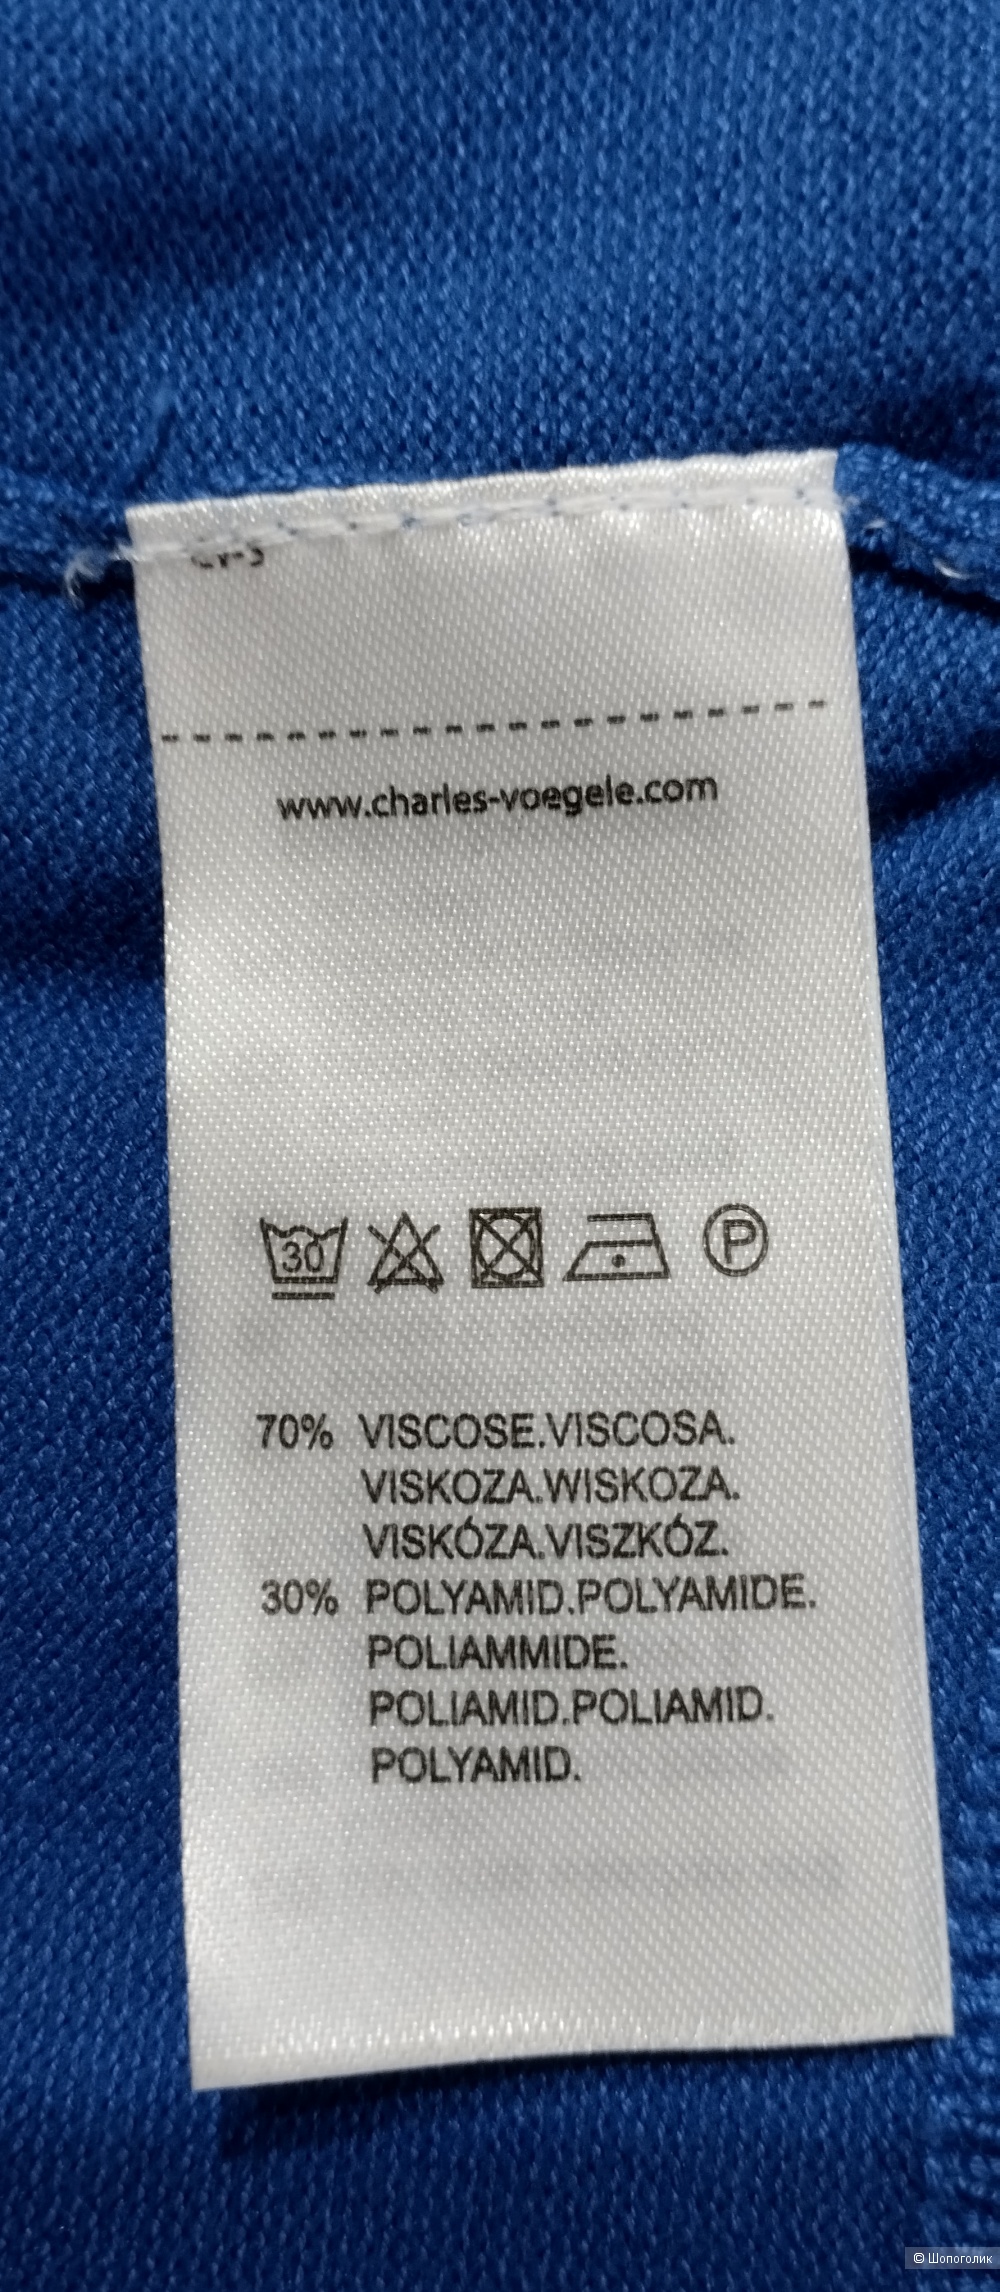 www.charles-voegele.com
30
P
70% VISCOSE.VISCOSA.
VISKOZA.WISKOZA.
VISKÓZA.VISZKÓZ.
30% POLYAMID.POLYAMIDE.
POLIAMMIDE.
POLIAMID.POLIAMID.
POLYAMID.
© Шопоголик